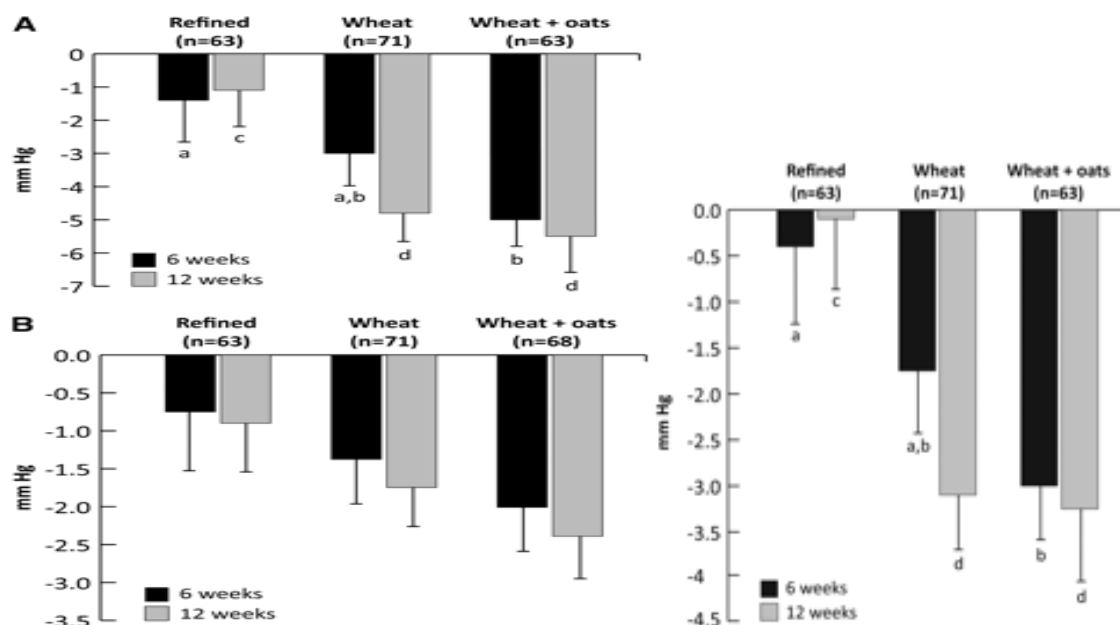 A
Refined Wheat Wheat + oats
(n=63) (n=71) (n=63)
0
-1
-2
-3
-4
-5
-6
-7
mm Hg
a c a,b d b d
6 weeks
12 weeks
B
Refined Wheat Wheat + oats
(n=63) (n=71) (n=68)
0.0
-0.5
-1.0
-1.5
-2.0
-2.5
-3.0
-3.5
mm Hg
6 weeks
12 weeks
Refined Wheat Wheat + oats
(n=63) (n=71) (n=63)
0.0
-0.5
-1.0
-1.5
-2.0
-2.5
-3.0
-3.5
-4
-4.5
mm Hg
a c a,b d b d
6 weeks
12 weeks